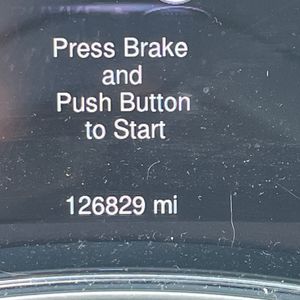 Press Brake
and
Push Button
to Start
126829 mi